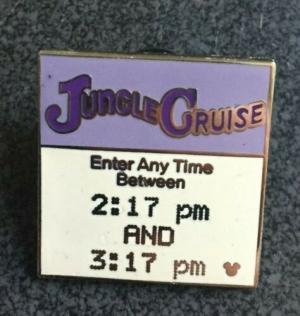 Jungle Cruise
Enter Any Time
Between
2:17 pm
AND
3:17 pm